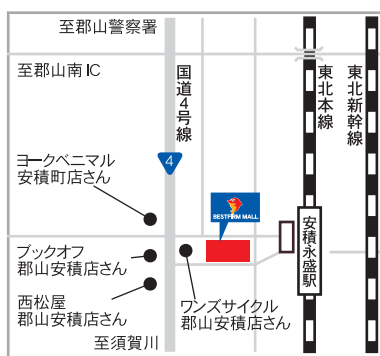 至郡山警察署
至郡山南IC
国道4号線
東北本線
東北新幹線
4
ヨークベニマル
安積町店さん
BESTFIRM MALL
安積永盛駅
ブックオフ
郡山安積店さん
西松屋
郡山安積店さん
ワンズサイクル
郡山安積店さん
至須賀川